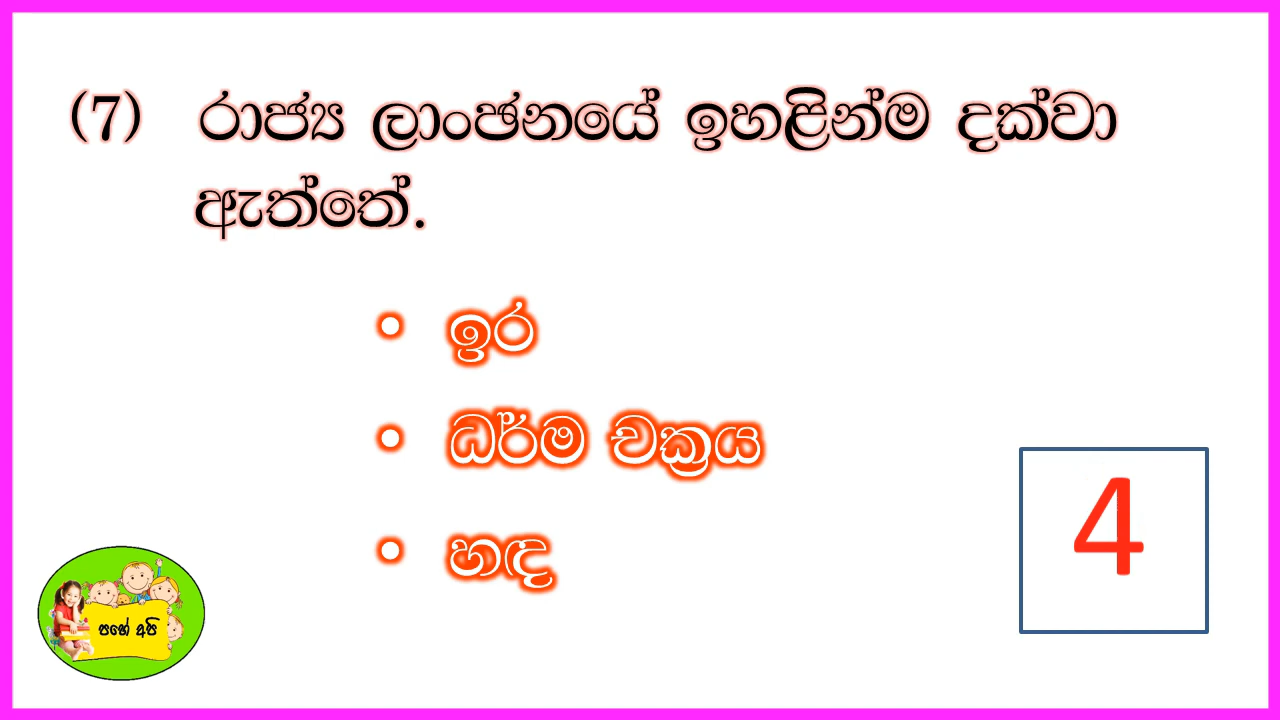 (7) රාජ්‍ය ලාංඡනයේ ඉහළින්ම දක්වා
ඇත්තේ.
• ඉර
• ධර්ම චක්‍රය
• හඳ
4
පහේ අපි